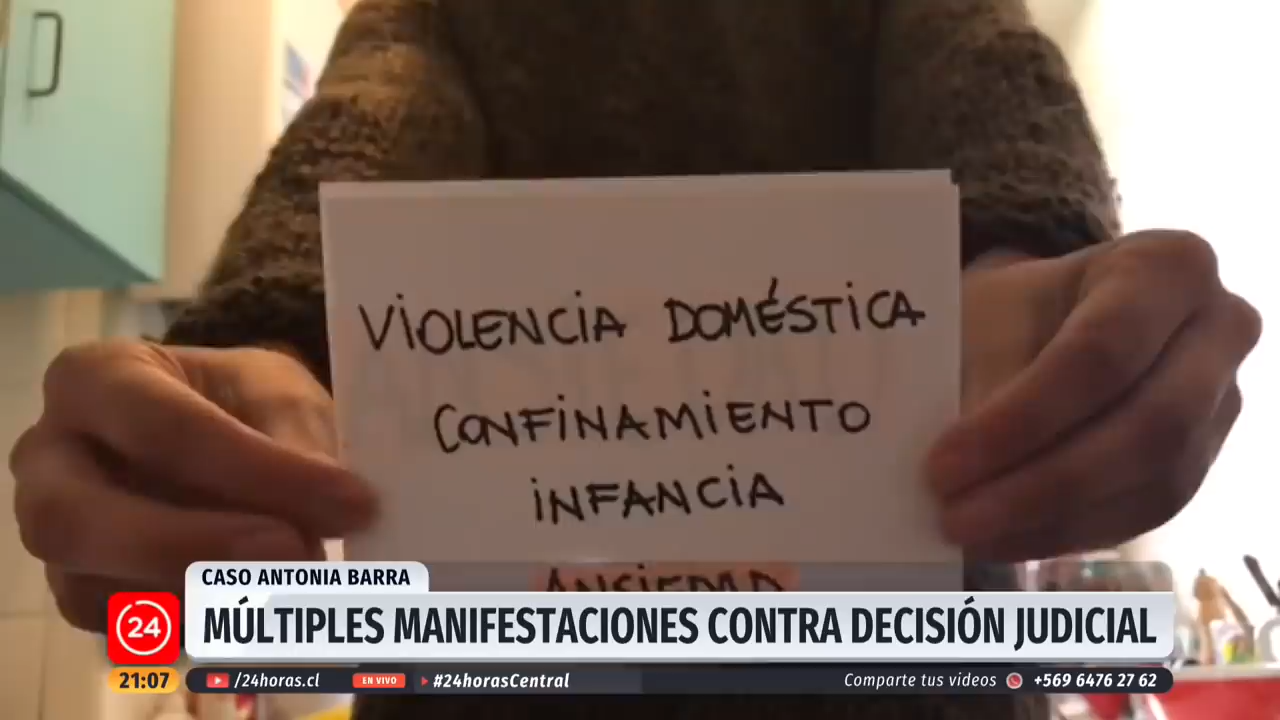 VIOLENCIA DOMÉSTICA
CONFINAMIENTO
INFANCIA
ANSIEDAD
CASO ANTONIA BARRA
24
MÚLTIPLES MANIFESTACIONES CONTRA DECISIÓN JUDICIAL
21:07 /24horas.cl EN VIVO #24horasCentral Comparte tus videos +569 6476 27 62